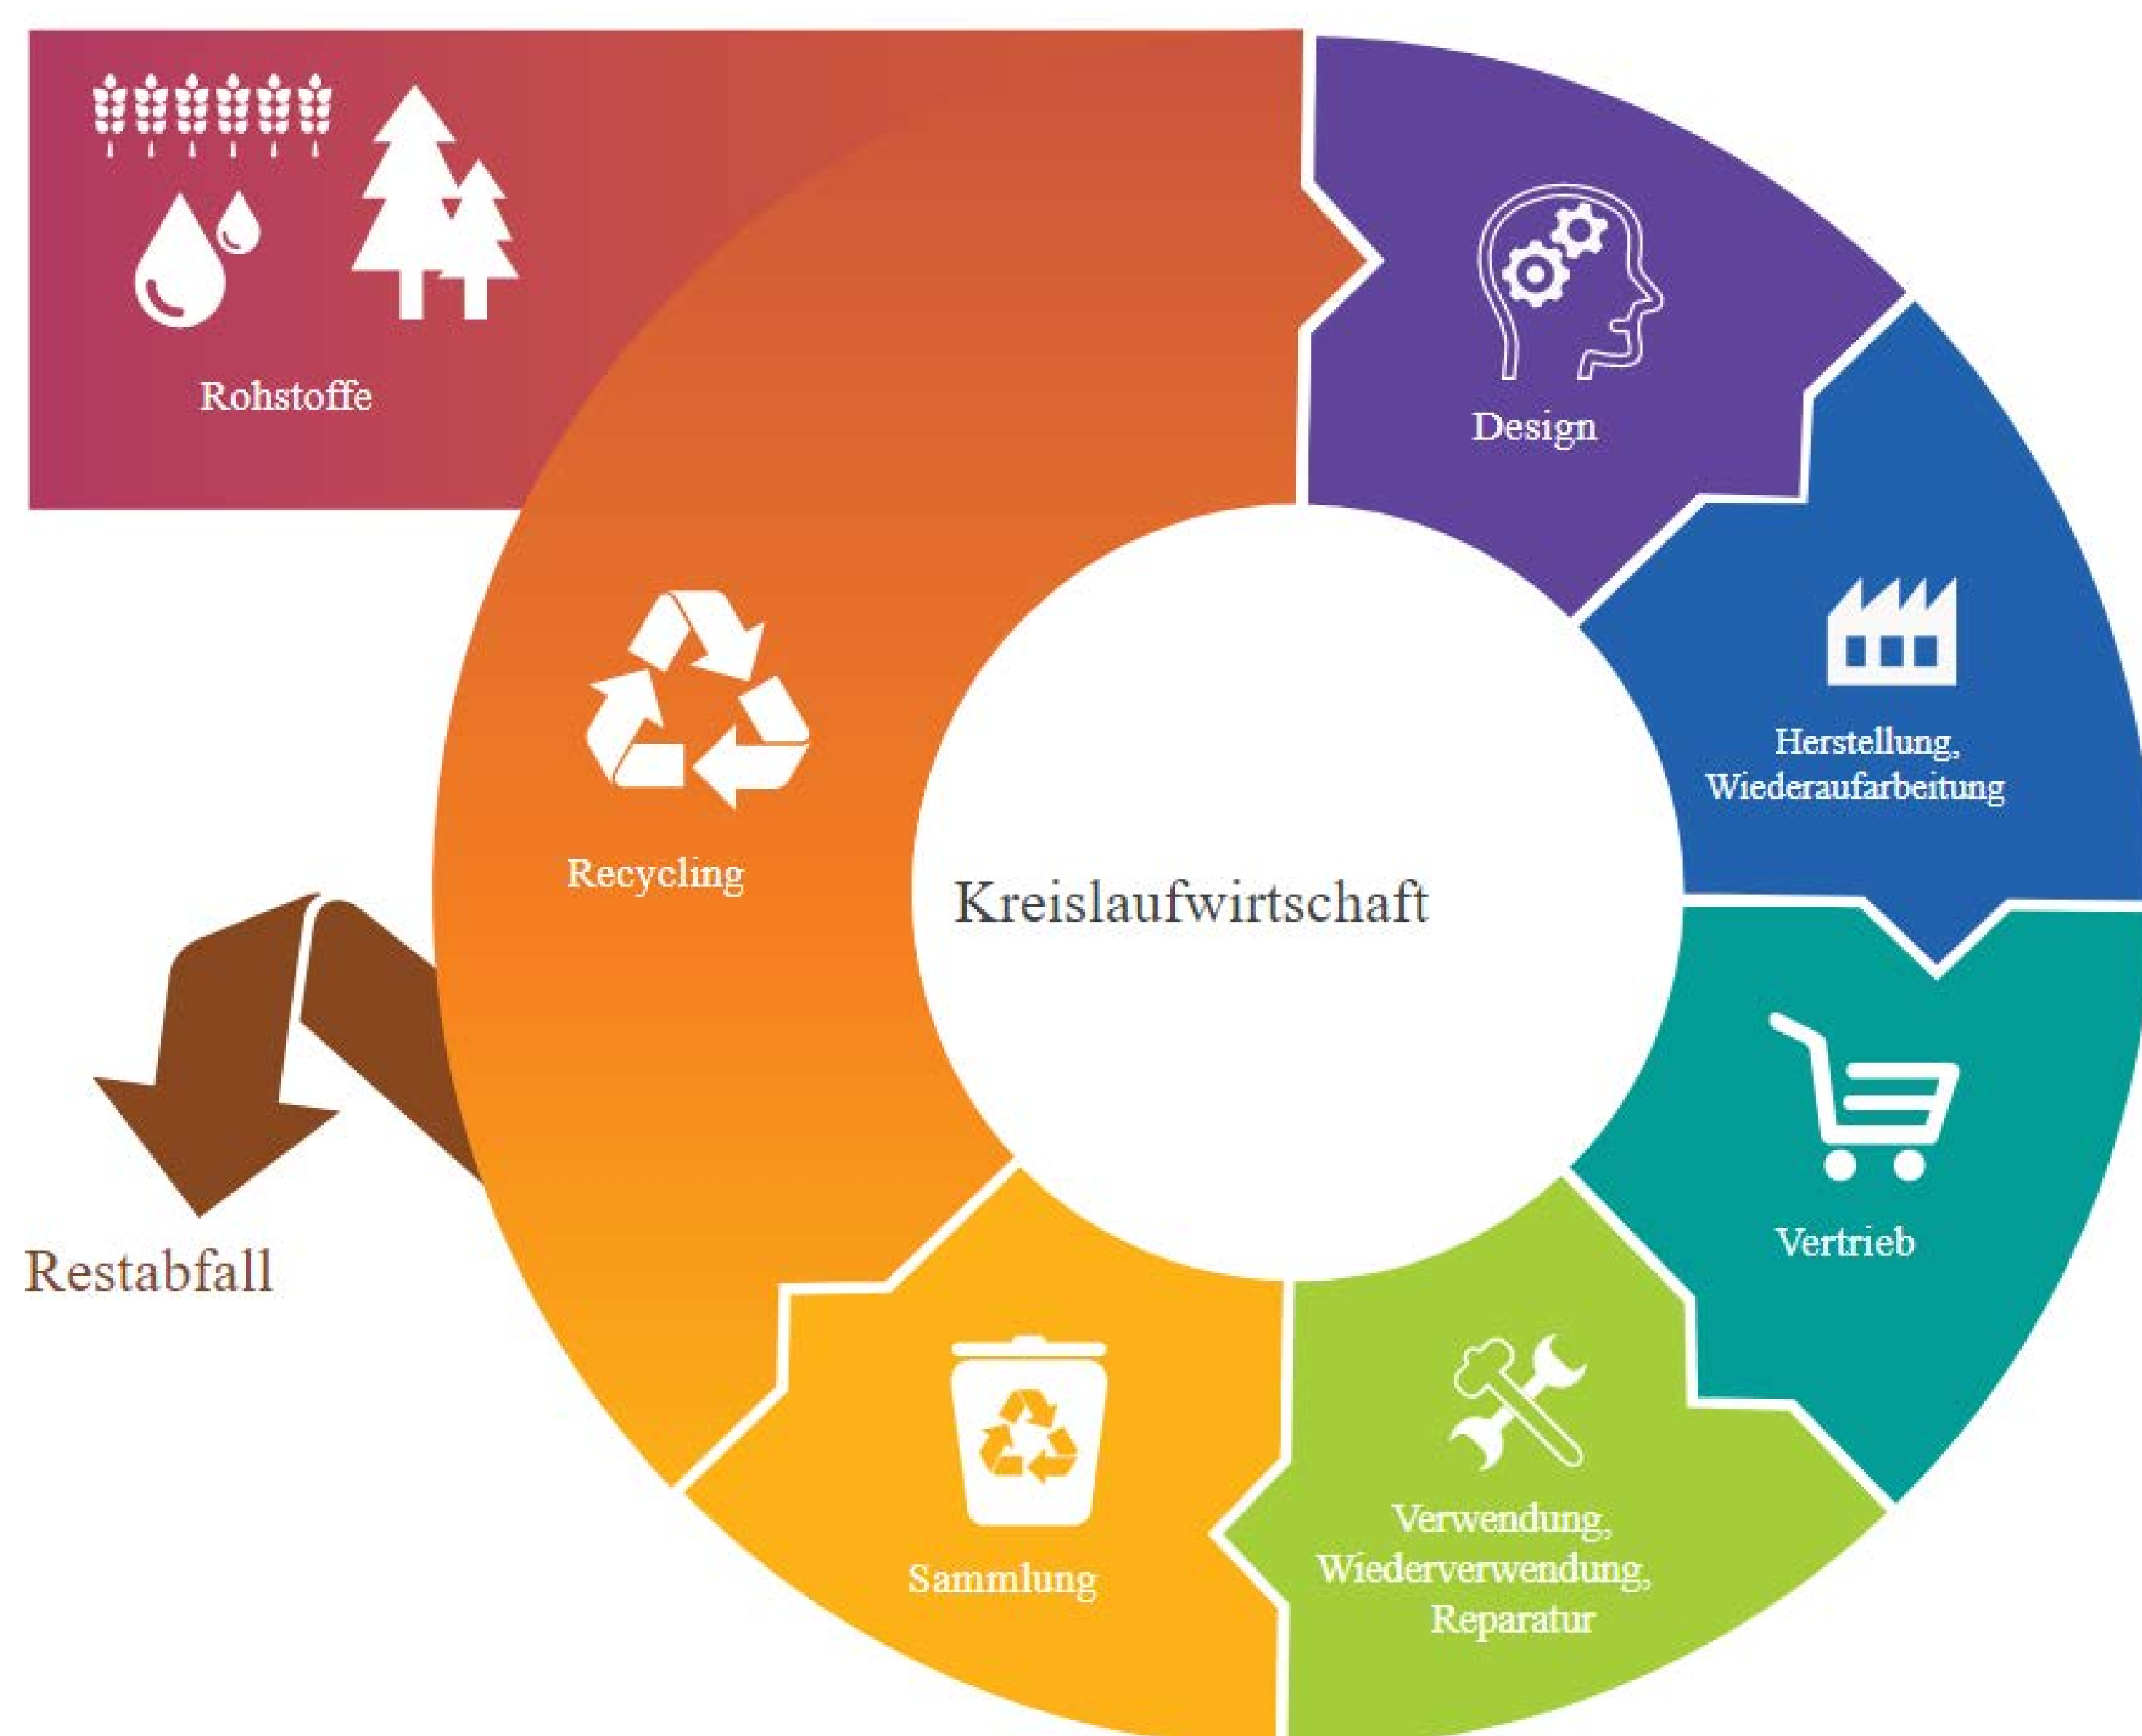 Rohstoffe
Design
Herstellung,
Wiederaufarbeitung
Recycling
Kreislaufwirtschaft
Vertrieb
Restabfall
Verwendung,
Wiederverwendung,
Reparatur
Sammlung